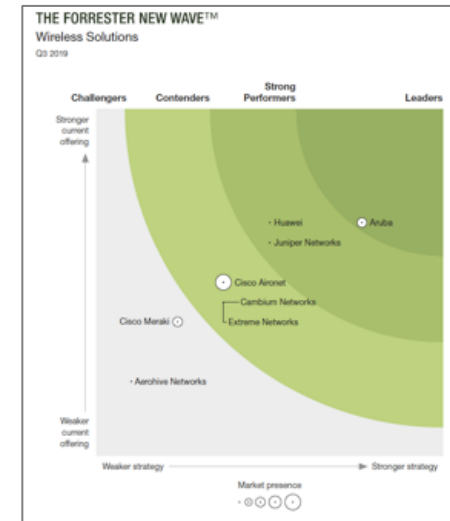 THE FORRESTER NEW WAVE™
Wireless Solutions
Q3 2019
Challengers
Contenders
Strong
Performers
Leaders
Stronger
current
offering
Huawei
Aruba
Juniper Networks
Cisco Aironet
Cambium Networks
Cisco Meraki
Extreme Networks
Aerohive Networks
Weaker
current
offering
Weaker strategy
Stronger strategy
Market presence